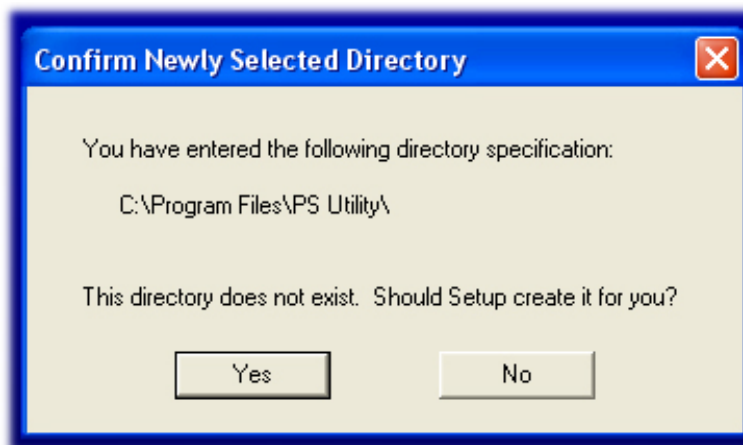 Confirm Newly Selected Directory
You have entered the following directory specification:
C:\Program Files\PS Utility\
This directory does not exist.  Should Setup create it for you?
Yes
No